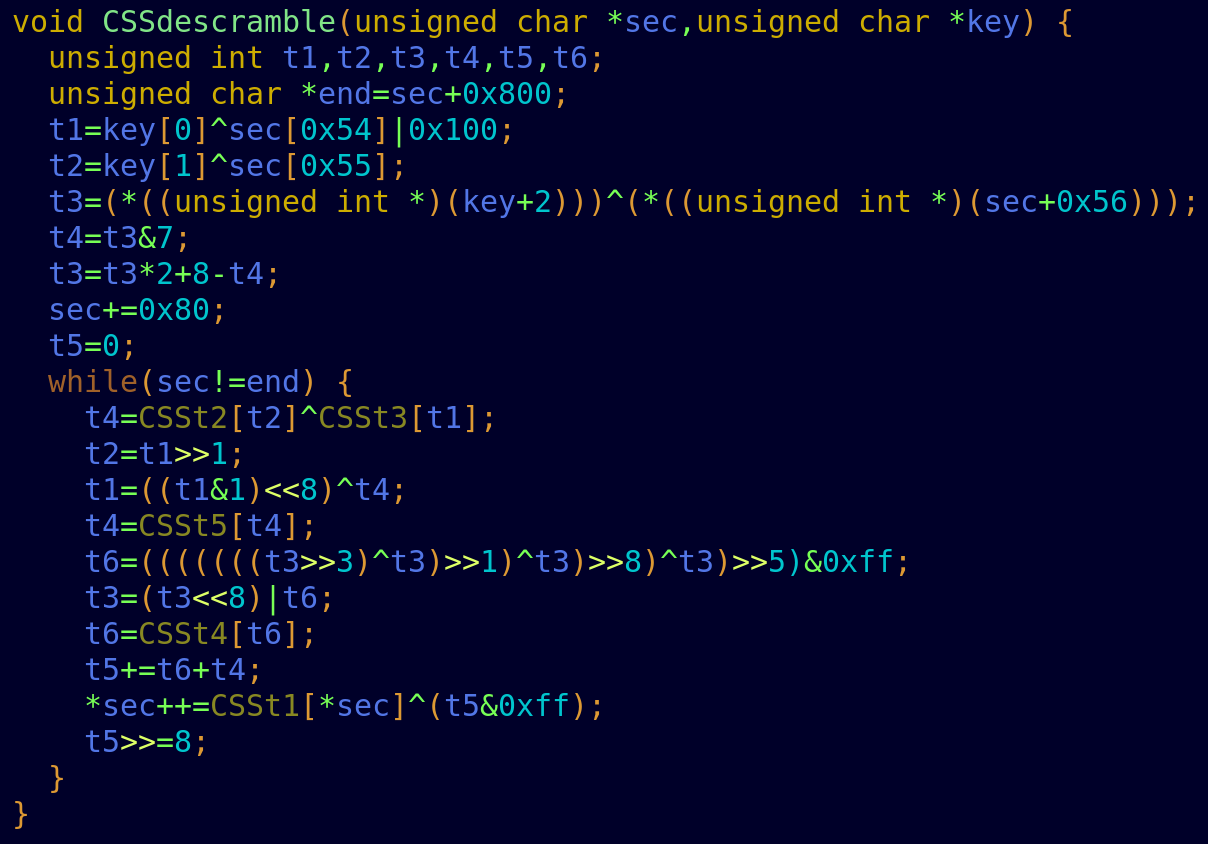 void CSSdescramble(unsigned char *sec,unsigned char *key) {
  unsigned int t1,t2,t3,t4,t5,t6;
  unsigned char *end=sec+0x800;
  t1=key[0]^sec[0x54]|0x100;
  t2=key[1]^sec[0x55];
  t3=(*((unsigned int *)(key+2)))^(*((unsigned int *)(sec+0x56)));
  t4=t3&7;
  t3=t3*2+8-t4;
  sec+=0x80;
  t5=0;
  while(sec!=end) {
    t4=CSSt2[t2]^CSSt3[t1];
    t2=t1>>1;
    t1=((t1&1)<<8)^t4;
    t4=CSSt5[t4];
    t6=(((((((t3>>3)^t3)>>1)^t3)>>8)^t3)>>5)&0xff;
    t3=(t3<<8)|t6;
    t6=CSSt4[t6];
    t5+=t6+t4;
    *sec++=CSSt1[*sec]^(t5&0xff);
    t5>>=8;
  }
}